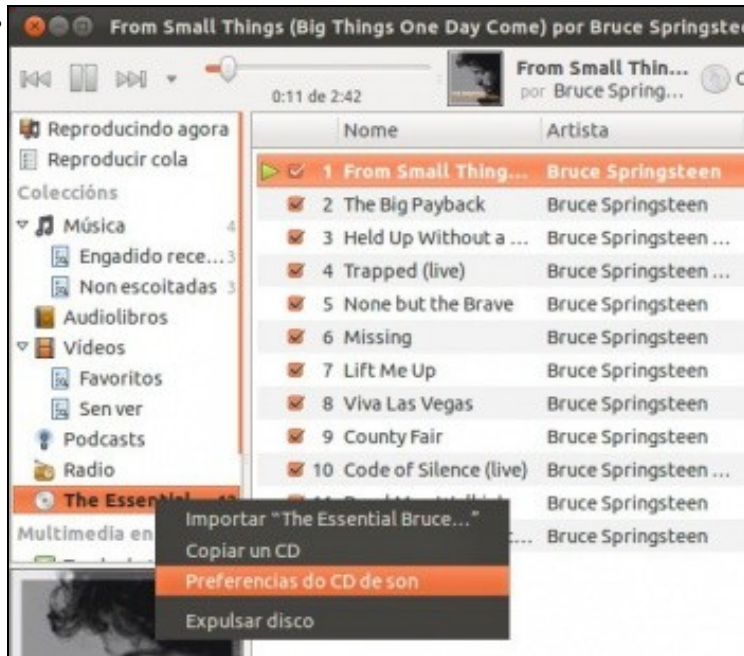 From Small Things (Big Things One Day Come) por Bruce Springstee
0:11 de 2:42
From Small Thin...
por Bruce Spring...
Reproducindo agora
Reproducir cola
Coleccións
Música 4
Engadido rece... 3
Non escoitadas 3
Audiolibros
Vídeos
Favoritos
Sen ver
Podcasts
Radio
The Essential 12
Multimedia en
Nome Artista
1 From Small Thing... Bruce Springsteen
2 The Big Payback Bruce Springsteen
3 Held Up Without a ... Bruce Springsteen ...
4 Trapped (live) Bruce Springsteen ...
5 None but the Brave Bruce Springsteen
6 Missing Bruce Springsteen
7 Lift Me Up Bruce Springsteen
8 Viva Las Vegas Bruce Springsteen
9 County Fair Bruce Springsteen
10 Code of Silence (live) Bruce Springsteen ...
Bruce Springsteen
Bruce Springsteen
Importar "The Essential Bruce..."
Copiar un CD
Preferencias do CD de son
Expulsar disco